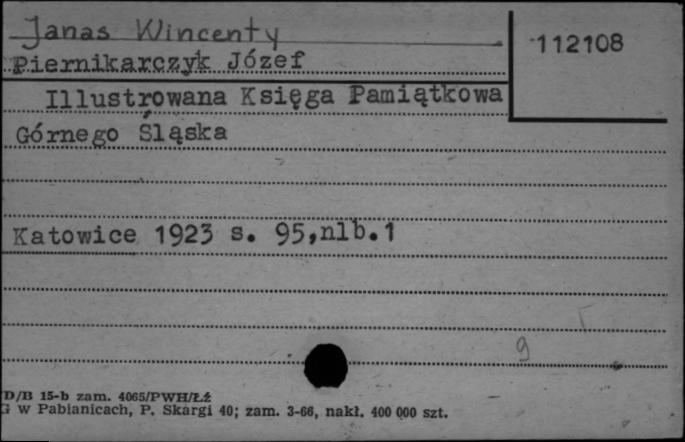 Janas Wincenty
112108
Piernikarczyk Józef
Illustrowana Księga Pamiątkowa
Górnego Śląska
Katowice 1923 s. 95,nlb.1
9
D/B 15-b zam. 4065/PWH/Łź
G w Pabianicach, P. Skargi 40; zam. 3-66, nakł. 400 000 szt.